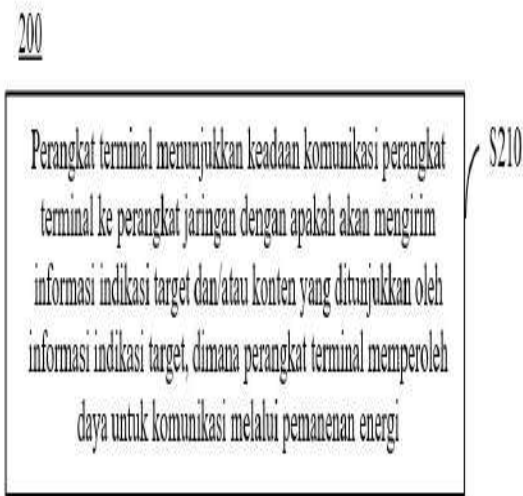 200
Perangkat terminal menunjukkan keadaan komunikasi perangkat
terminal ke perangkat jaringan dengan apakah akan mengirim
informasi indikasi target dan/atau konten yang ditunjukkan oleh
informasi indikasi target, dimana perangkat terminal memperoleh
daya untuk komunikasi melalui pemanenan energi
S210